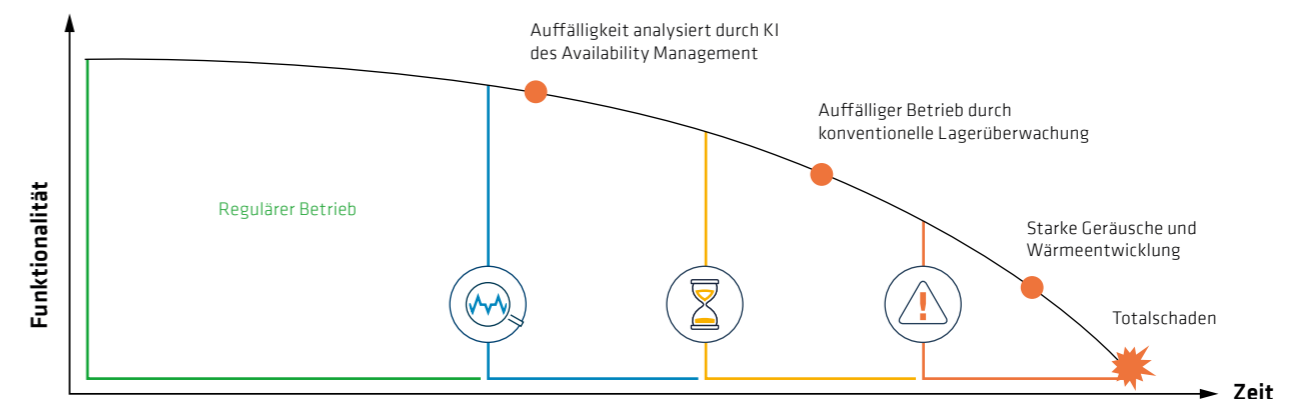 Auffälligkeit analysiert durch KI
des Availability Management
Auffälliger Betrieb durch
konventionelle Lagerüberwachung
Regulärer Betrieb
Starke Geräusche und
Wärmeentwicklung
Totalschaden
Funktionalität
Zeit